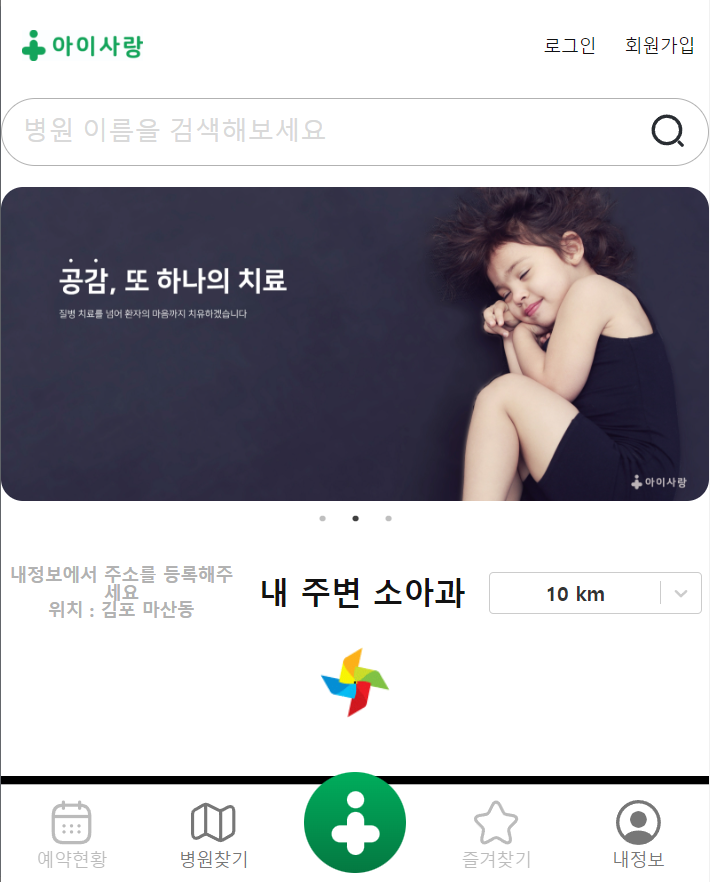 아이사랑
로그인 회원가입
병원 이름을 검색해보세요
공감, 또 하나의 치료
질병 치료를 넘어 환자의 마음까지 치유하겠습니다
아이사랑
내정보에서 주소를 등록해주
세요
위치 : 김포 마산동
내 주변 소아과
10 km
예약현황
병원찾기
즐겨찾기
내정보